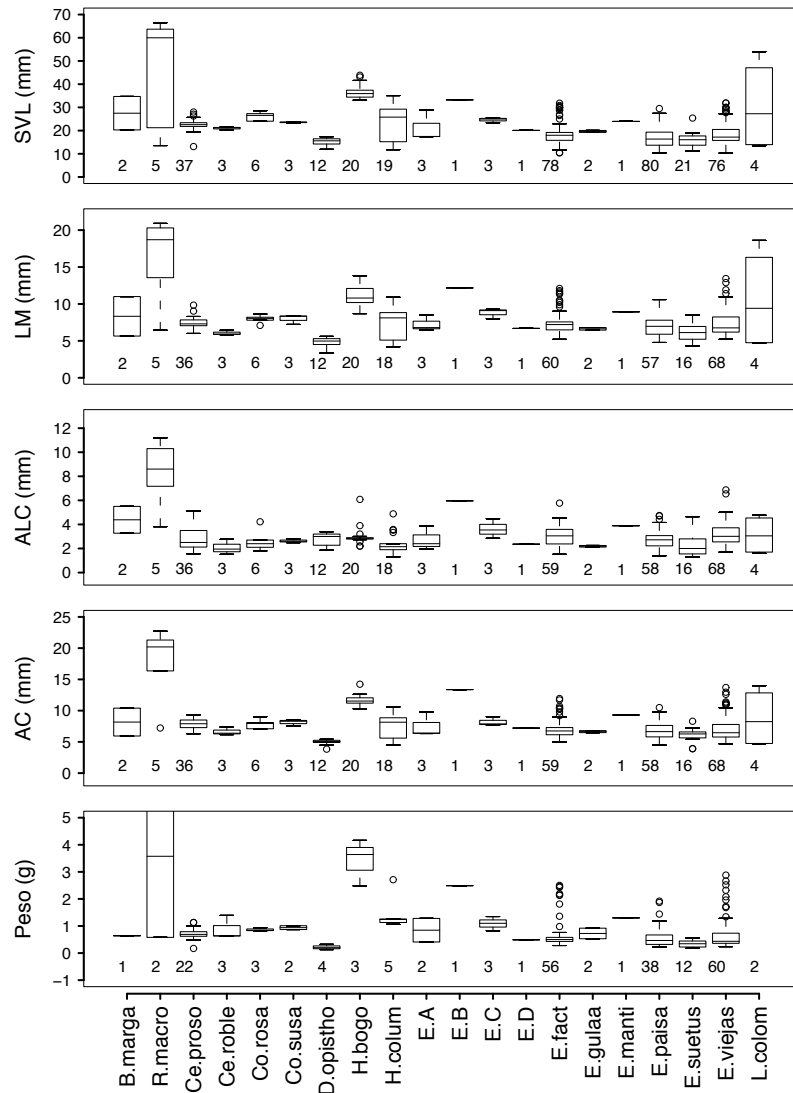 SVL (mm)
70
60
50
40
30
20
10
0
2 5 37 3 6 3 12 20 19 3 1 3 1 78 2 1 80 21 76 4
LM (mm)
20
15
10
5
0
2 5 36 3 6 3 12 20 18 3 1 3 1 60 2 1 57 21 68 4
ALC (mm)
12
10
8
6
4
2
0
2 5 36 3 6 3 12 20 18 3 1 3 1 59 2 1 58 16 68 4
AC (mm)
25
20
15
10
5
0
2 5 36 3 6 3 12 20 18 3 1 3 1 59 2 1 58 16 68 4
Peso (g)
5
4
3
2
1
0
−1
1 2 22 3 3 2 4 3 5 2 1 3 1 56 2 1 38 12 60 2
B.marga
R.macro
Ce.proso
Ce.roble
Co.rosa
Co.susa
D.opistho
H.bogo
H.colum
E.A
E.B
E.C
E.D
E.fact
E.gulaa
E.manti
E.paisa
E.suetus
E.viejas
L.colom